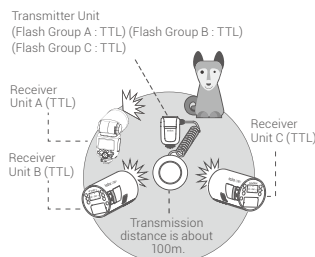 Transmitter Unit
(Flash Group A : TTL) (Flash Group B : TTL)
(Flash Group C : TTL)
Receiver
Unit A (TTL)
Receiver
Unit B (TTL)
Receiver
Unit C (TTL)
Transmission
distance is about
100m.